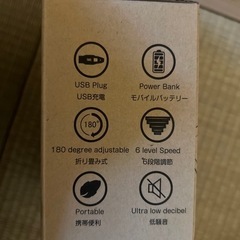 USB Plug
USB充電
Power Bank
モバイルバッテリー
180°
180 degree adjustable
折り畳み式
6 level Speed
6段階調節
Portable
携帯便利
Ultra low decibel
低騒音